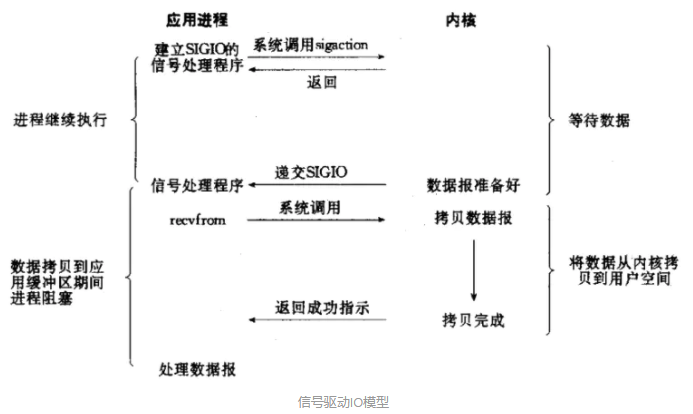 应用进程
内核
建立SIGIO的
信号处理程序
系统调用sigaction
返回
进程继续执行
等待数据
递交SIGIO
信号处理程序
数据报准备好
系统调用
recvfrom
拷贝数据报
数据拷贝到应
用缓冲区期间
进程阻塞
将数据从内核拷
贝到用户空间
返回成功指示
拷贝完成
处理数据报
信号驱动IO模型